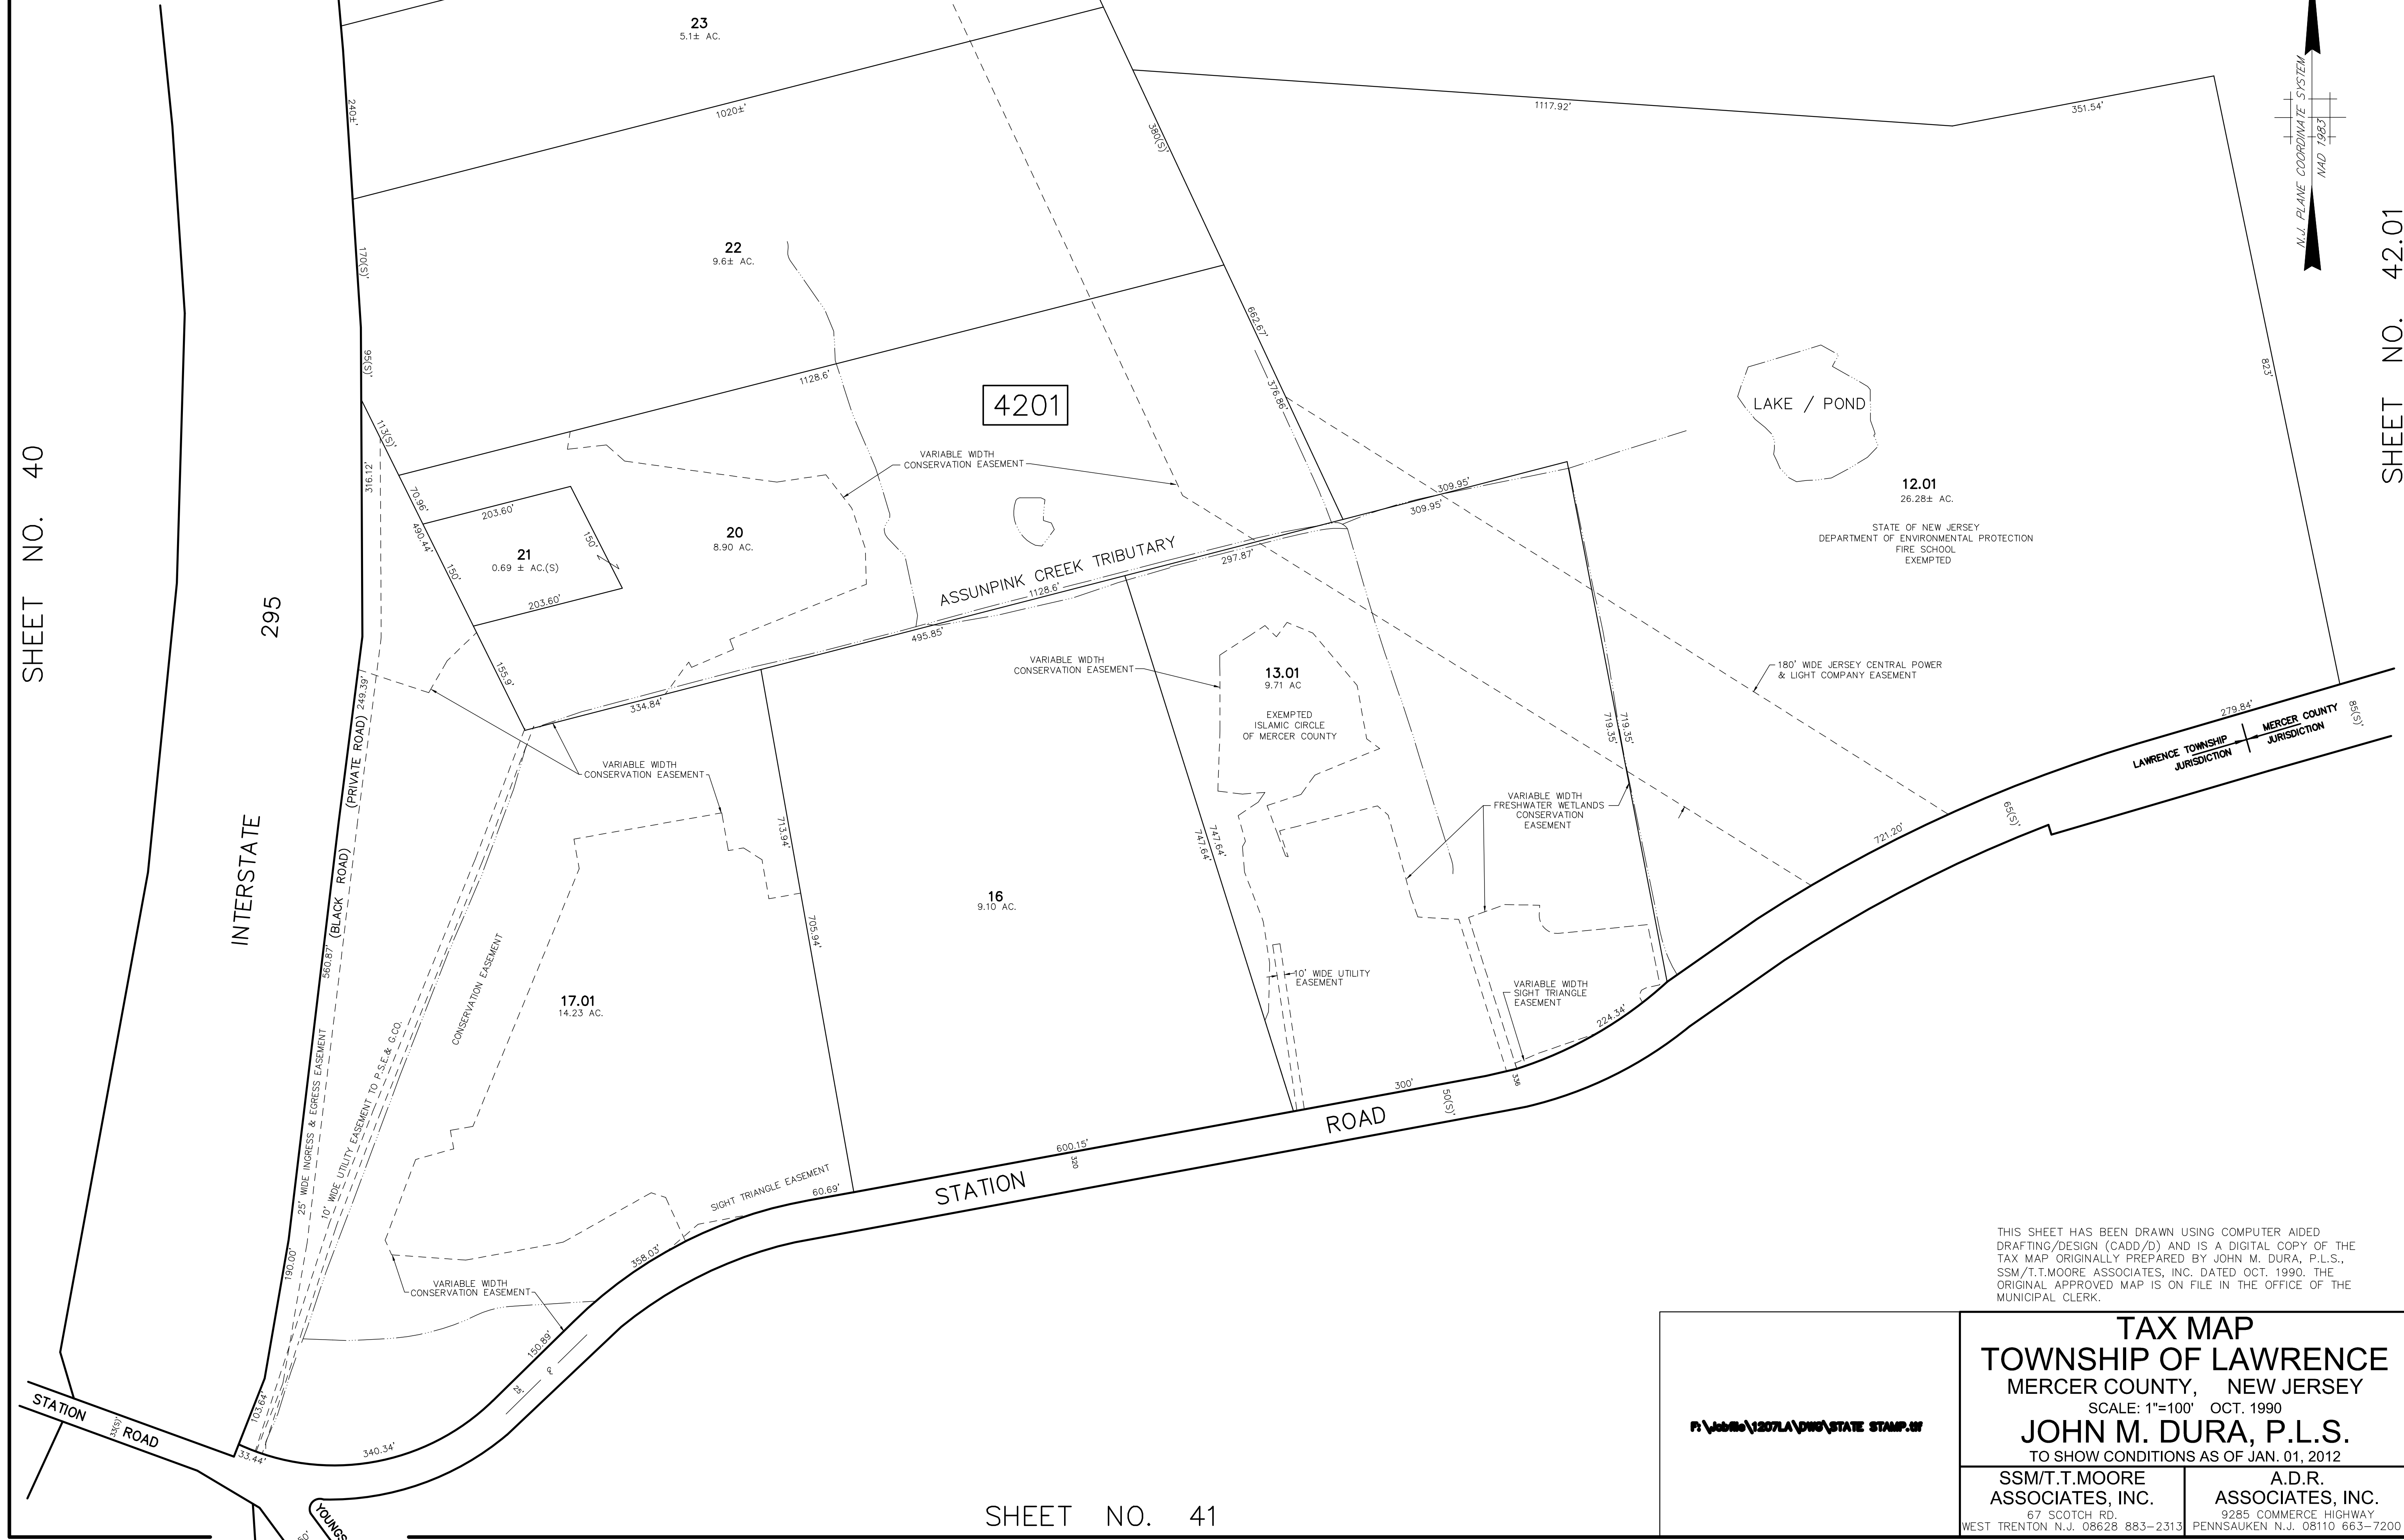 23
5.1± AC.
240±'
1020±'
380(S)'
1117.92'
351.54'
N.J. PLANE COORDINATE SYSTEM
NAD 1983
SHEET NO. 42.01
170(S)'
22
9.6± AC.
662.67'
95(S)'
1128.6'
376.86'
4201
LAKE / POND
823'
SHEET NO. 40
113(S)'
316.12'
70.96'
490.44'
203.60'
150'
21
0.69 ± AC.(S)
150'
203.60'
20
8.90 AC.
VARIABLE WIDTH
CONSERVATION EASEMENT
ASSUNPINK CREEK TRIBUTARY
1128.6'
297.87'
495.85'
309.95'
309.95'
12.01
26.28± AC.
STATE OF NEW JERSEY
DEPARTMENT OF ENVIRONMENTAL PROTECTION
FIRE SCHOOL
EXEMPTED
INTERSTATE 295
155.9'
334.84'
VARIABLE WIDTH
CONSERVATION EASEMENT
13.01
9.71 AC
EXEMPTED
ISLAMIC CIRCLE
OF MERCER COUNTY
180' WIDE JERSEY CENTRAL POWER
& LIGHT COMPANY EASEMENT
719.35'
719.35'
279.84'
85(S)'
LAWRENCE TOWNSHIP
JURISDICTION
MERCER COUNTY
JURISDICTION
249.39'
(PRIVATE ROAD)
(BLACK ROAD)
560.87'
VARIABLE WIDTH
CONSERVATION EASEMENT
713.94'
705.94'
747.64'
747.64'
VARIABLE WIDTH
FRESHWATER WETLANDS
CONSERVATION
EASEMENT
721.20'
65(S)'
16
9.10 AC.
CONSERVATION EASEMENT
17.01
14.23 AC.
10' WIDE UTILITY
EASEMENT
VARIABLE WIDTH
SIGHT TRIANGLE
EASEMENT
224.34'
336
300'
50(S)'
25' WIDE INGRESS & EGRESS EASEMENT
10' WIDE UTILITY EASEMENT TO P.S.E.& G.CO.
SIGHT TRIANGLE EASEMENT
60.69'
600.15'
320
STATION ROAD
190.00'
358.03'
VARIABLE WIDTH
CONSERVATION EASEMENT
150.89'
25'
103.64'
33.44'
340.34'
STATION ROAD
33(S)'
YOUNGS
SHEET NO. 41
THIS SHEET HAS BEEN DRAWN USING COMPUTER AIDED
DRAFTING/DESIGN (CADD/D) AND IS A DIGITAL COPY OF THE
TAX MAP ORIGINALLY PREPARED BY JOHN M. DURA, P.L.S.,
SSM/T.T.MOORE ASSOCIATES, INC. DATED OCT. 1990. THE
ORIGINAL APPROVED MAP IS ON FILE IN THE OFFICE OF THE
MUNICIPAL CLERK.
F:\Jobfile\1207LA\DWG\STATE STAMP.tif
TAX MAP
TOWNSHIP OF LAWRENCE
MERCER COUNTY, NEW JERSEY
SCALE: 1"=100' OCT. 1990
JOHN M. DURA, P.L.S.
TO SHOW CONDITIONS AS OF JAN. 01, 2012
SSM/T.T.MOORE
ASSOCIATES, INC.
67 SCOTCH RD.
WEST TRENTON N.J. 08628 883-2313
A.D.R.
ASSOCIATES, INC.
9285 COMMERCE HIGHWAY
PENNSAUKEN N.J. 08110 663-7200